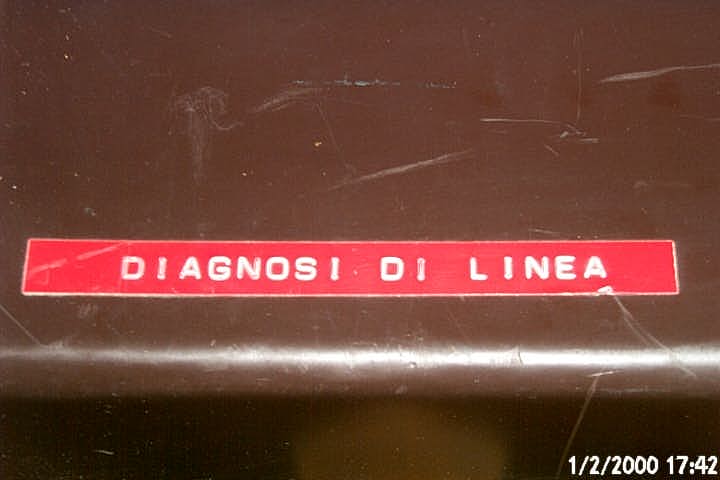 DIAGNOSI DI LINEA
1/2/2000 17:42